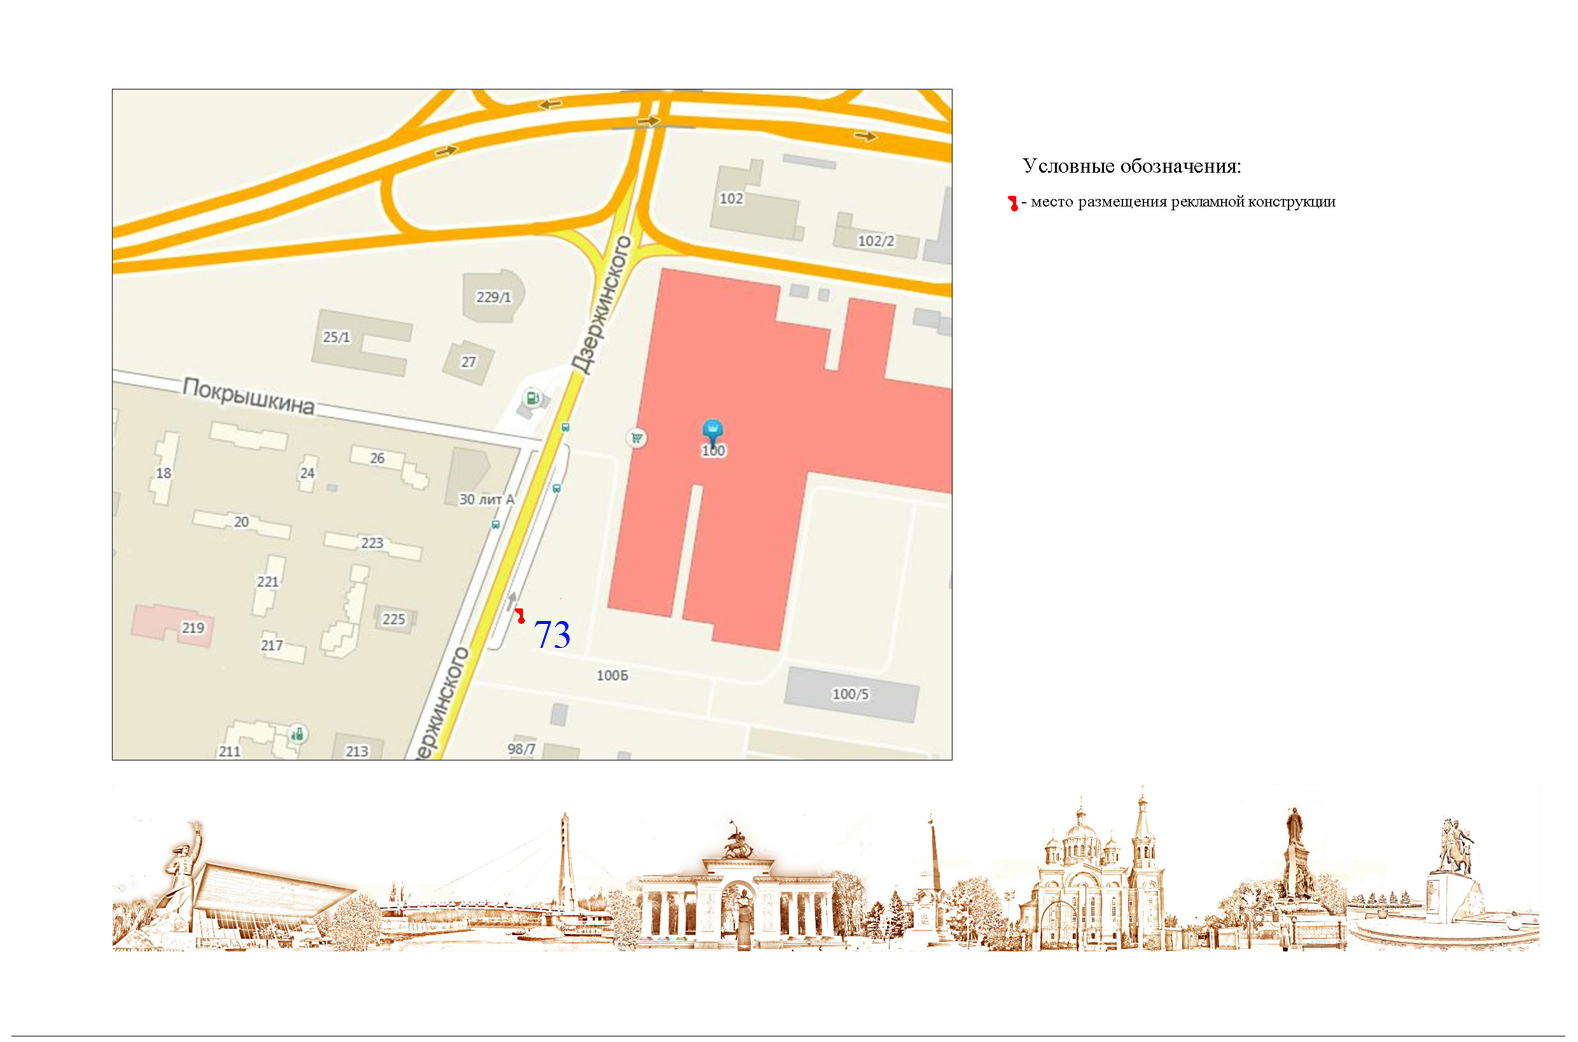 Условные обозначения:
- место размещения рекламной конструкции
102
102/2
Дзержинского
229/1
25/1
27
Покрышкина
100
18
24
26
30 лит А
20
223
221
225
219
217
73
100Б
100/5
ержинского
211
213
98/7